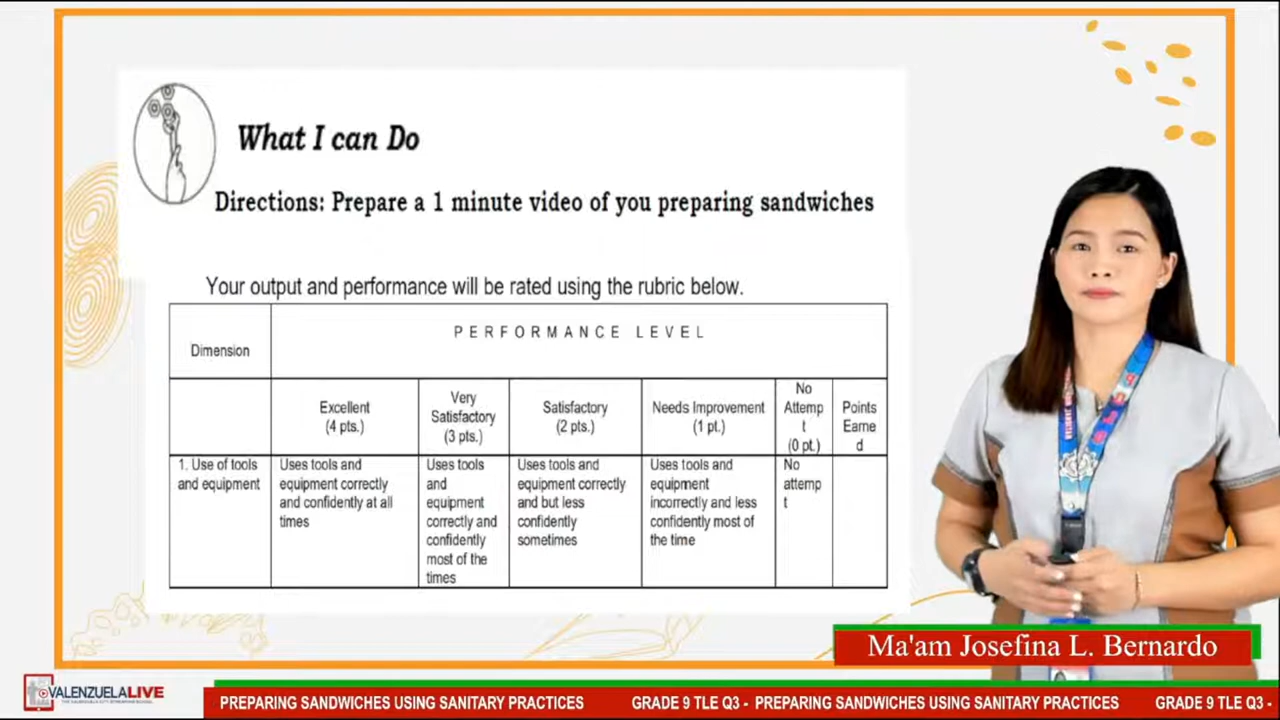 What I can Do
Directions: Prepare a 1 minute video of you preparing sandwiches
Your output and performance will be rated using the rubric below.
Dimension
PERFORMANCE LEVEL
Excellent
(4 pts.)
Very
Satisfactory
(3 pts.)
Satisfactory
(2 pts.)
Needs Improvement
(1 pt.)
No
Attemp
t
(0 pt.)
Points
Earne
d
1. Use of tools
and equipment
Uses tools and
equipment correctly
and confidently at all
times
Uses tools
and
equipment
correctly and
confidently
most of the
times
Uses tools and
equipment correctly
and but less
confidently
sometimes
Uses tools and
equipment
incorrectly and less
confidently most of
the time
No
attemp
t
Ma'am Josefina L. Bernardo
VALENZUELALIVE
THE VALENZUELA CITY STREAMING SCHOOL
PREPARING SANDWICHES USING SANITARY PRACTICES GRADE 9 TLE Q3 - PREPARING SANDWICHES USING SANITARY PRACTICES GRADE 9 TLE Q3 -